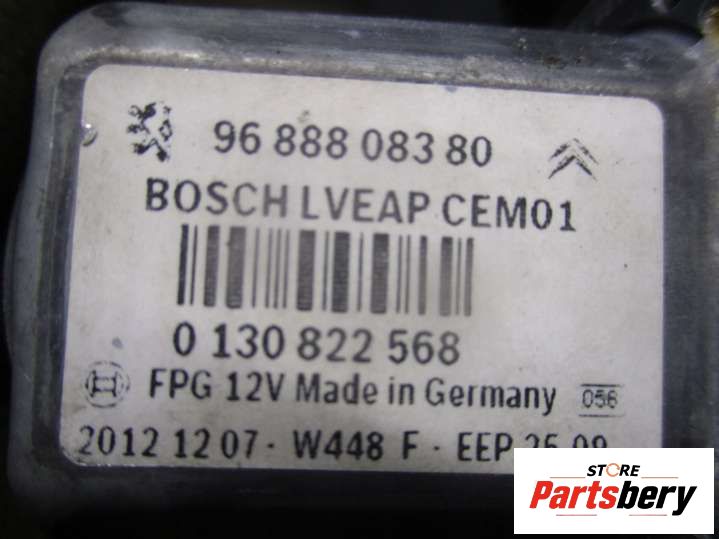 96 888 083 80
BOSCH LVEAP CEM01
0 130 822 568
FPG 12V Made in Germany 056
2012 12 07 - W448 F - EEP
STORE
Partsbery